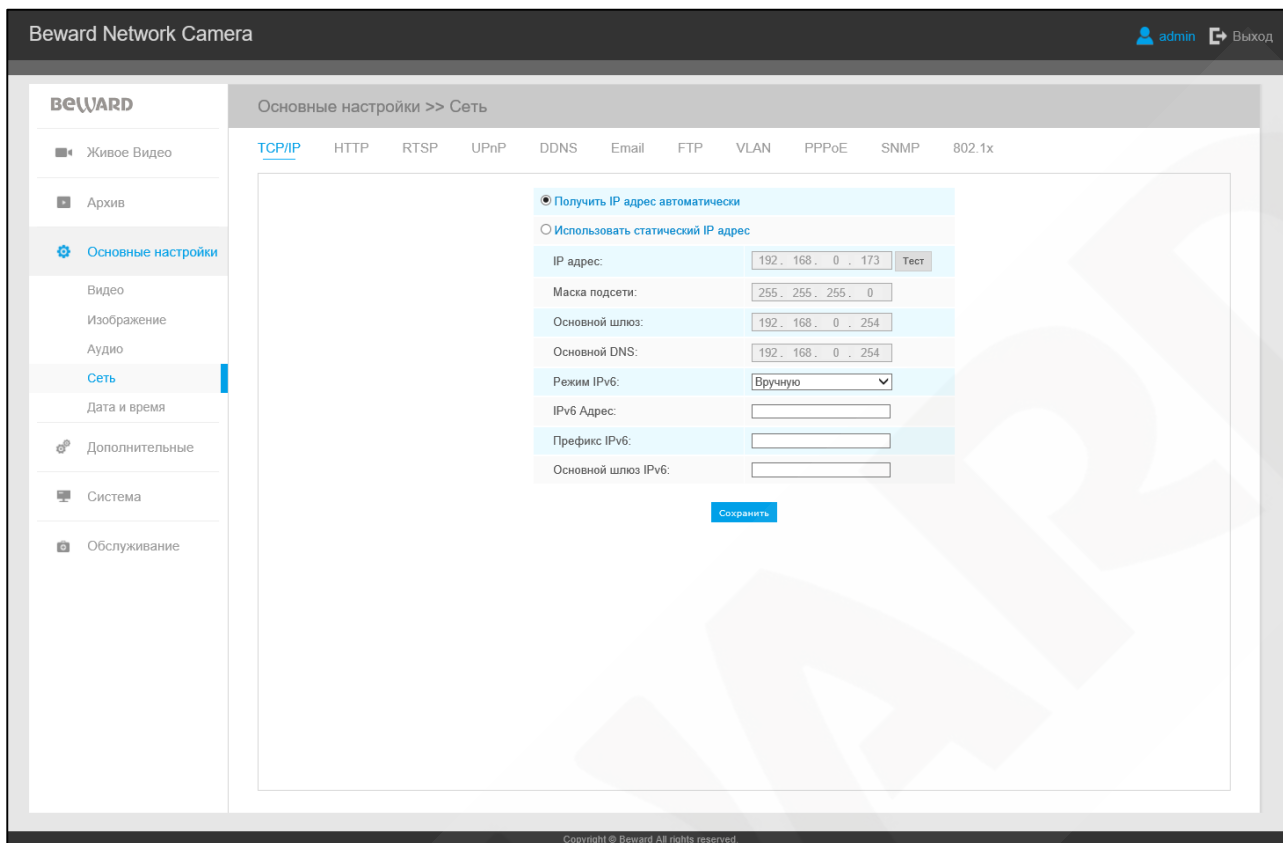 Beward Network Camera
admin Выход
BEWARD
Основные настройки >> Сеть
Живое Видео
Архив
Основные настройки
Видео
Изображение
Аудио
Сеть
Дата и время
Дополнительные
Система
Обслуживание
TCP/IP HTTP RTSP UPnP DDNS Email FTP VLAN PPPoE SNMP 802.1x
Получить IP адрес автоматически
Использовать статический IP адрес
IP адрес: 192. 168. 0 . 173 Тест
Маска подсети: 255. 255. 255. 0
Основной шлюз: 192. 168. 0 . 254
Основной DNS: 192. 168. 0 . 254
Режим IPv6: Вручную
IPv6 Адрес:
Префикс IPv6:
Основной шлюз IPv6:
Сохранить
Copyright © Beward All rights reserved.